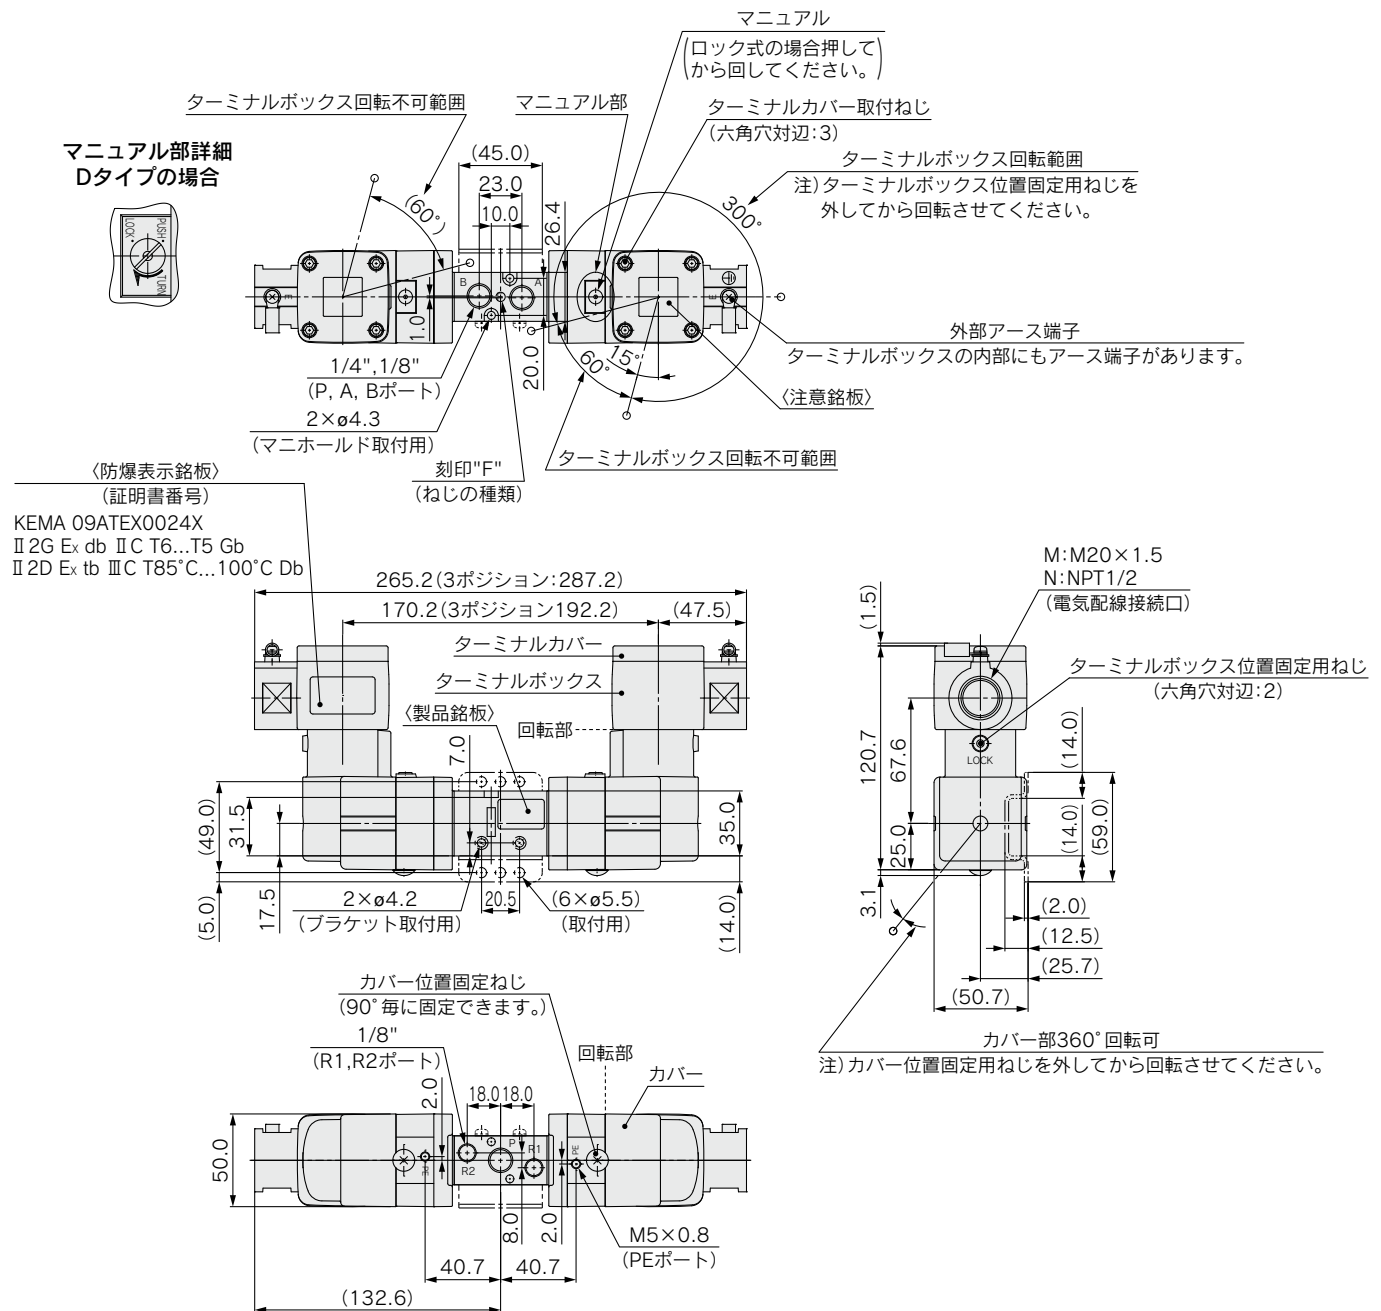 マニュアル
(ロック式の場合押して
から回してください。)
ターミナルボックス回転不可範囲
マニュアル部
ターミナルカバー取付ねじ
(六角穴対辺:3)
マニュアル部詳細
Dタイプの場合
PUSH
LOCK
TURN
(45.0)
23.0
10.0
(60°)
26.4
300°
ターミナルボックス回転範囲
注)ターミナルボックス位置固定用ねじを
外してから回転させてください。
E
B
A
E
1.0
20.0
15°
60°
外部アース端子
ターミナルボックスの内部にもアース端子があります。
1/4",1/8"
(P, A, Bポート)
〈注意銘板〉
2×ø4.3
(マニホールド取付用)
刻印"F"
(ねじの種類)
ターミナルボックス回転不可範囲
〈防爆表示銘板〉
(証明書番号)
KEMA 09ATEX0024X
Ⅱ2G Ex db ⅡC T6...T5 Gb
Ⅱ2D Ex tb ⅢC T85°C...100°C Db
265.2(3ポジション:287.2)
170.2(3ポジション192.2)
(47.5)
ターミナルカバー
ターミナルボックス
〈製品銘板〉
回転部
7.0
(49.0)
31.5
17.5
(5.0)
35.0
(14.0)
2×ø4.2
(ブラケット取付用)
20.5
(6×ø5.5)
(取付用)
M:M20×1.5
N:NPT1/2
(電気配線接続口)
(1.5)
ターミナルボックス位置固定用ねじ
(六角穴対辺:2)
LOCK
120.7
67.6
25.0
3.1
(14.0)
(14.0)
(59.0)
(2.0)
(12.5)
(25.7)
(50.7)
カバー部360°回転可
注)カバー位置固定用ねじを外してから回転させてください。
カバー位置固定ねじ
(90°毎に固定できます。)
1/8"
(R1,R2ポート)
回転部
カバー
2.0
18.0
18.0
50.0
PE
R2
P
R1
PE
8.0
2.0
M5×0.8
(PEポート)
40.7
40.7
(132.6)